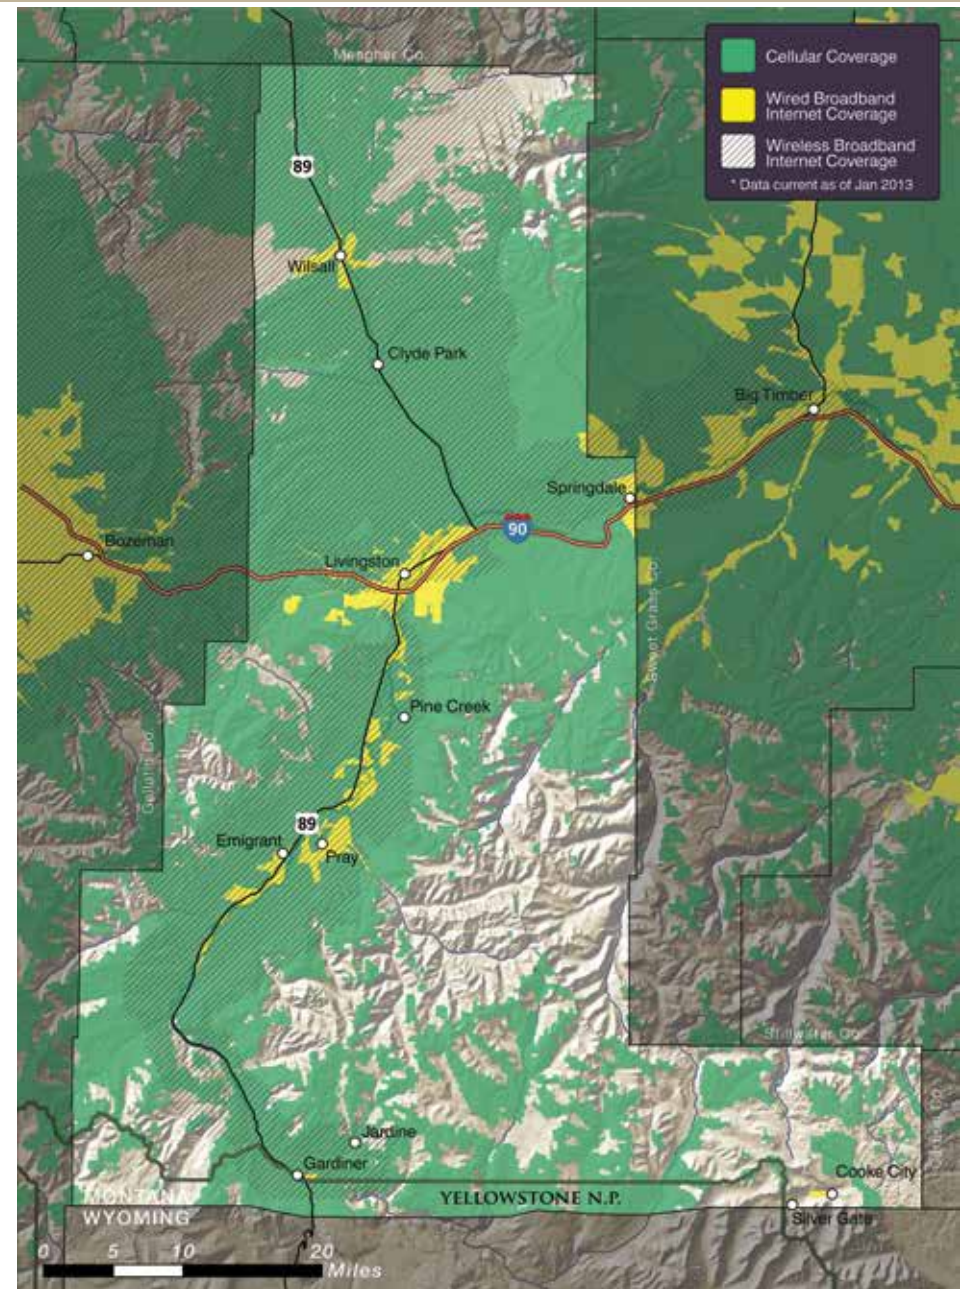 Meagher Co.
Cellular Coverage
Wired Broadband
Internet Coverage
Wireless Broadband
Internet Coverage
* Data current as of Jan 2013
89
Wilsall
Clyde Park
Big Timber
Springdale
90
Bozeman
Livingston
Sweet Grass Co.
Pine Creek
Gallatin Co.
89
Emigrant
Pray
Stillwater Co.
Jardine
Gardiner
Cooke City
YELLOWSTONE N.P.
MONTANA
WYOMING
Silver Gate
0 5 10 20
Miles